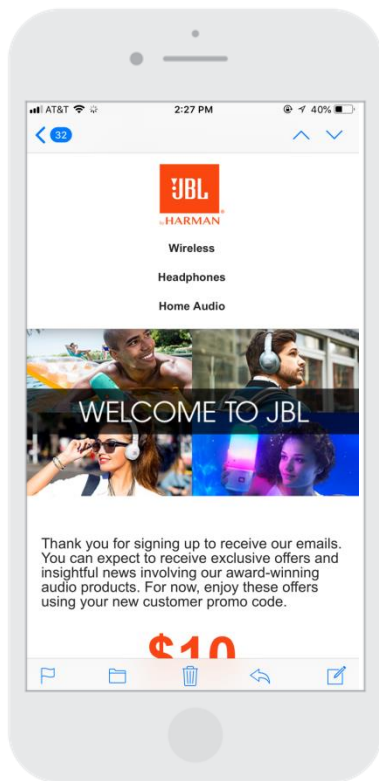 AT&T 2:27 PM 40%
32
JBL
by HARMAN
Wireless
Headphones
Home Audio
WELCOME TO JBL
Thank you for signing up to receive our emails.
You can expect to receive exclusive offers and
insightful news involving our award-winning
audio products. For now, enjoy these offers
using your new customer promo code.
$10